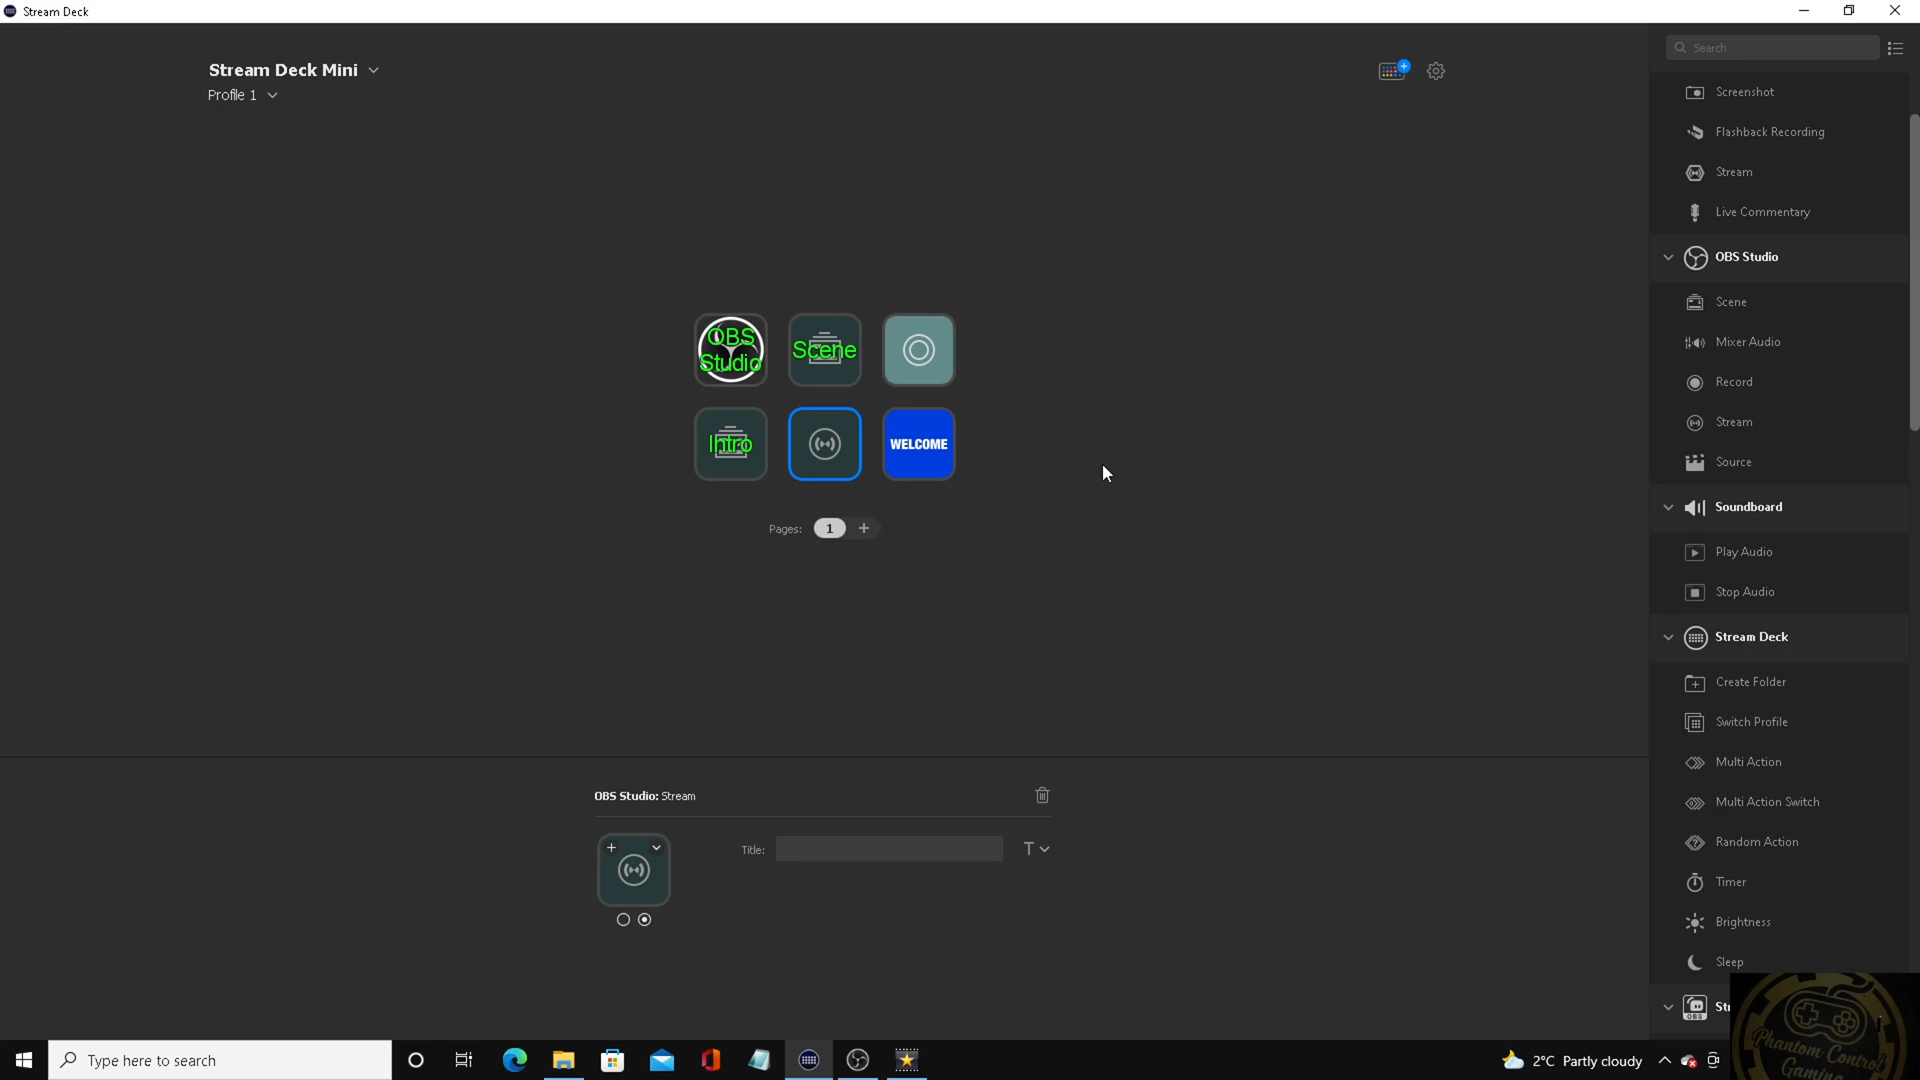 Stream Deck
Stream Deck Mini
Profile 1
Search
Screenshot
Flashback Recording
Stream
Live Commentary
OBS Studio
Scene
Mixer Audio
Record
Stream
Source
Soundboard
Play Audio
Stop Audio
Stream Deck
Create Folder
Switch Profile
Multi Action
Multi Action Switch
Random Action
Timer
Brightness
Sleep
OBS
Studio
Scene
Intro
WELCOME
Pages: 1 +
OBS Studio: Stream
Title:
T
Phantom Control
Gaming
Type here to search
2°C Partly cloudy